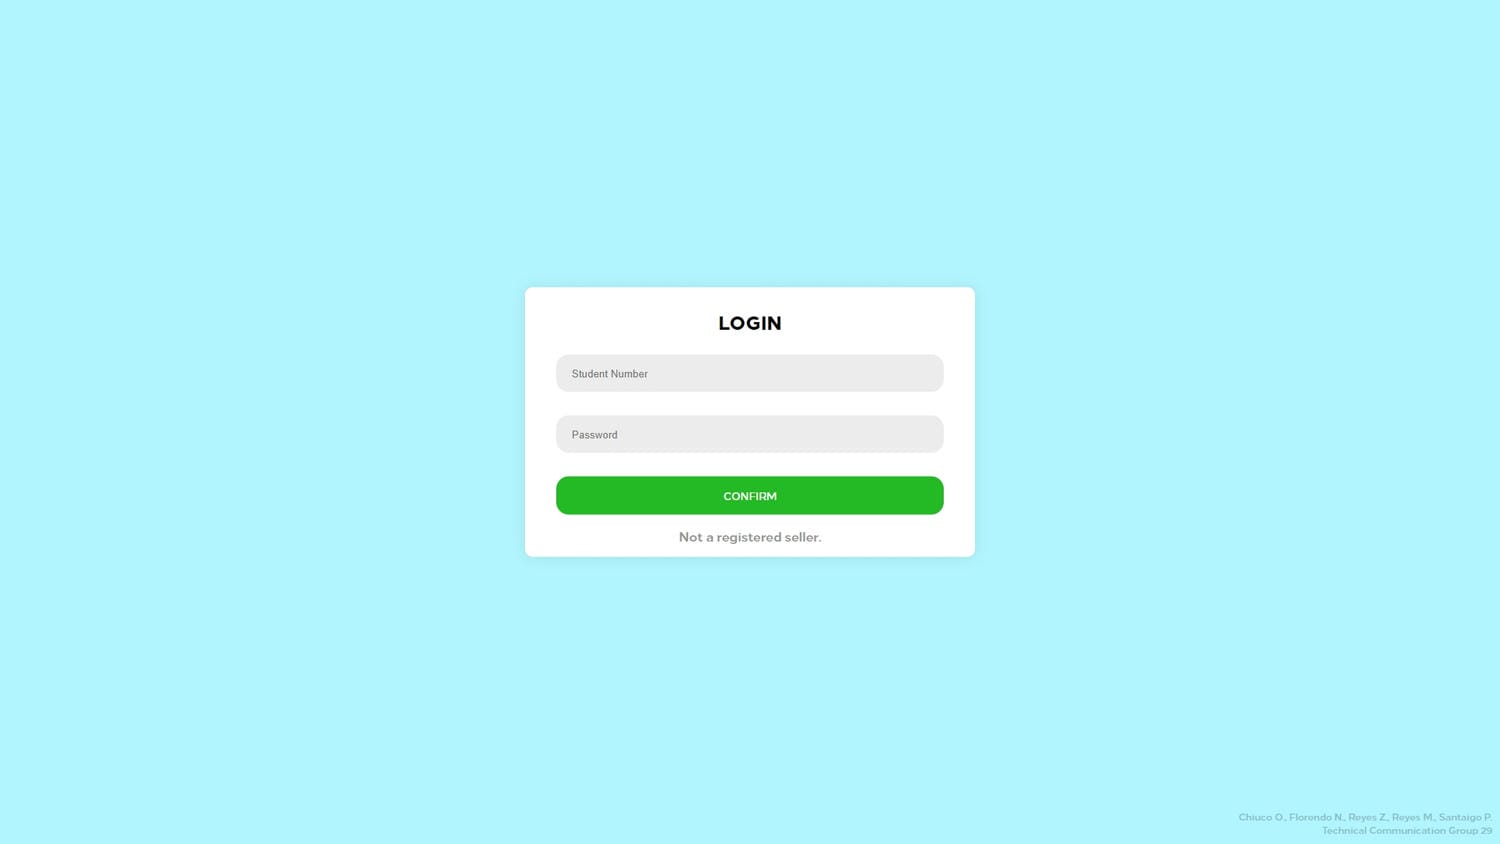 LOGIN
Student Number
Password
CONFIRM
Not a registered seller.
Chiuco O., Florendo N., Reyes Z., Reyes M., Santaigo P.
Technical Communication Group 29